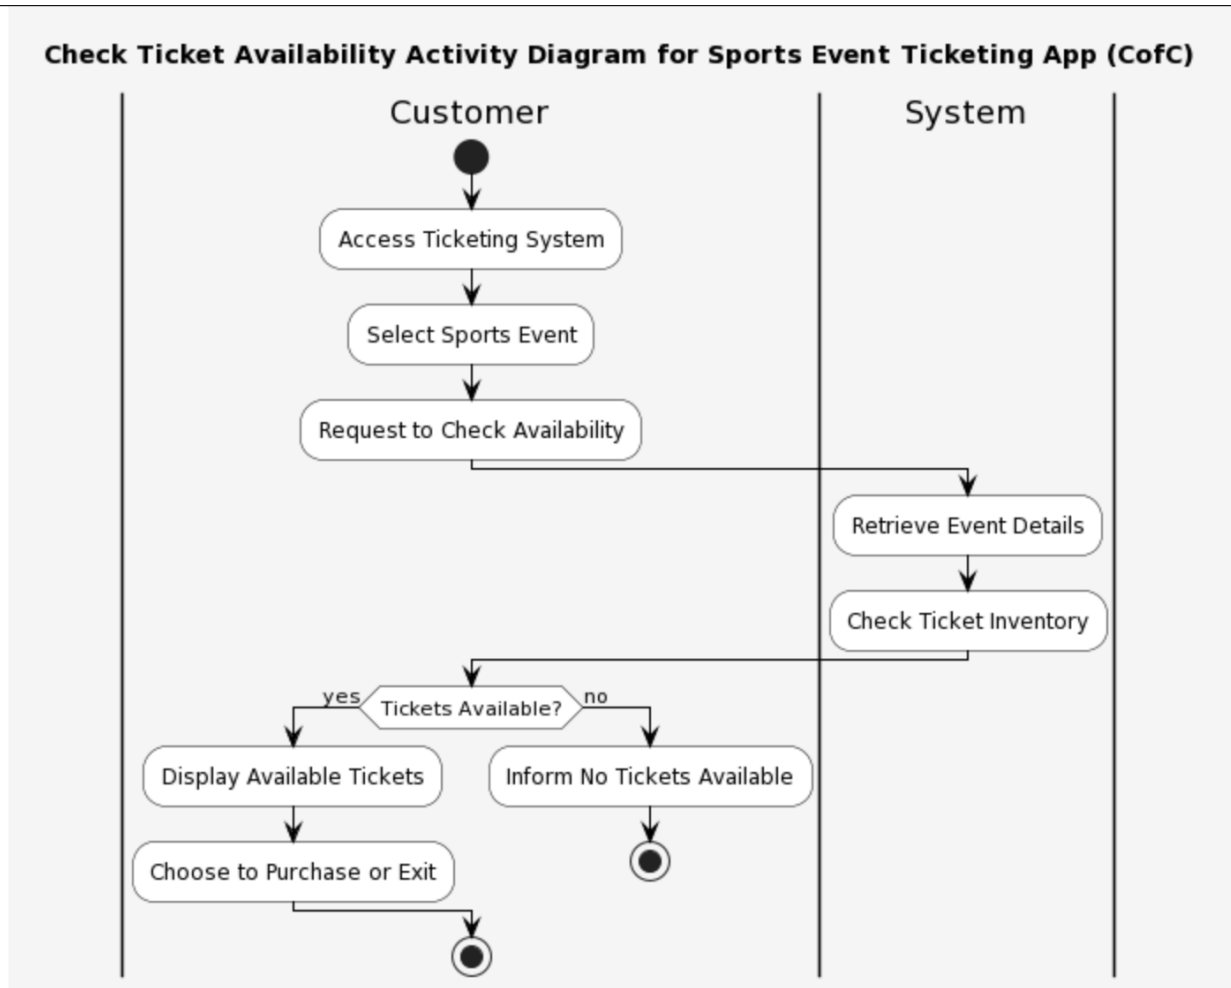 Check Ticket Availability Activity Diagram for Sports Event Ticketing App (CofC)
Customer
System
Access Ticketing System
Select Sports Event
Request to Check Availability
Retrieve Event Details
Check Ticket Inventory
yes
Tickets Available?
no
Display Available Tickets
Inform No Tickets Available
Choose to Purchase or Exit